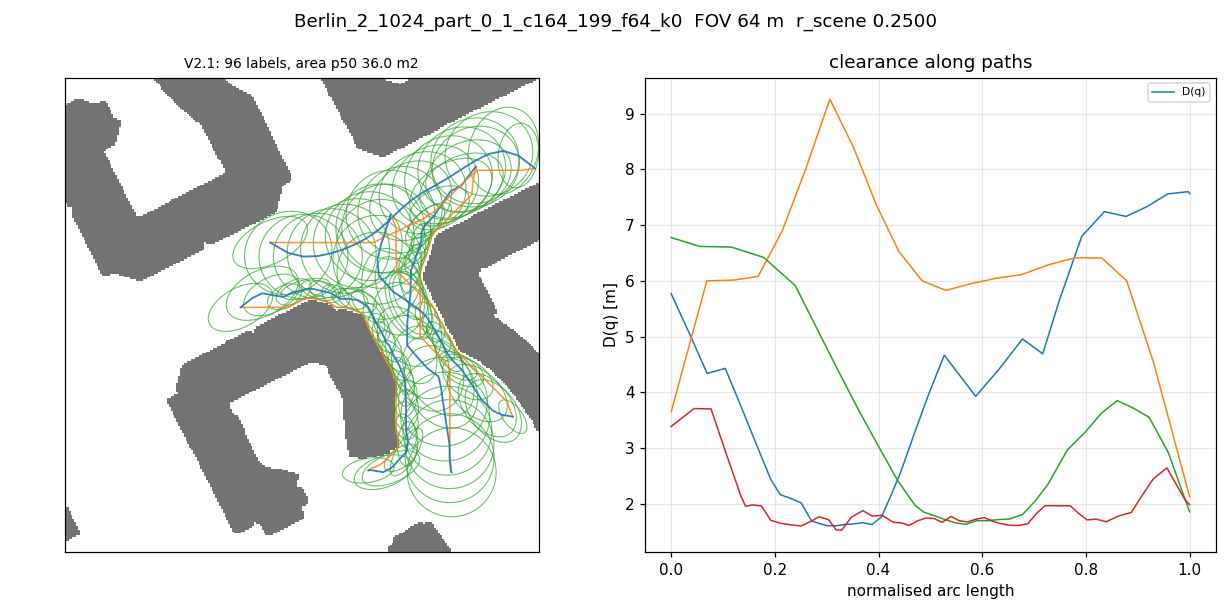 Berlin_2_1024_part_0_1_c164_199_f64_k0  FOV 64 m  r_scene 0.2500
V2.1: 96 labels, area p50 36.0 m2
clearance along paths
D(q)
D(q) [m]
9
8
7
6
5
4
3
2
0.0
0.2
0.4
0.6
0.8
1.0
normalised arc length